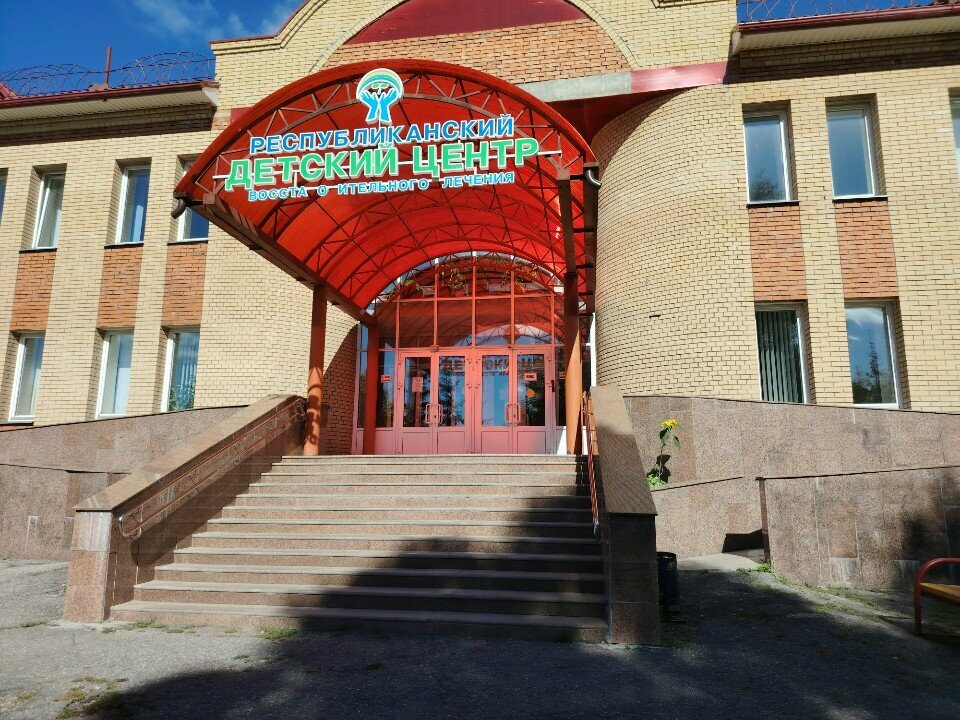 РЕСПУБЛИКАНСКИЙ
ДЕТСКИЙ ЦЕНТР
ВОССТА О ИТЕЛЬНОГО ЛЕЧЕНИЯ